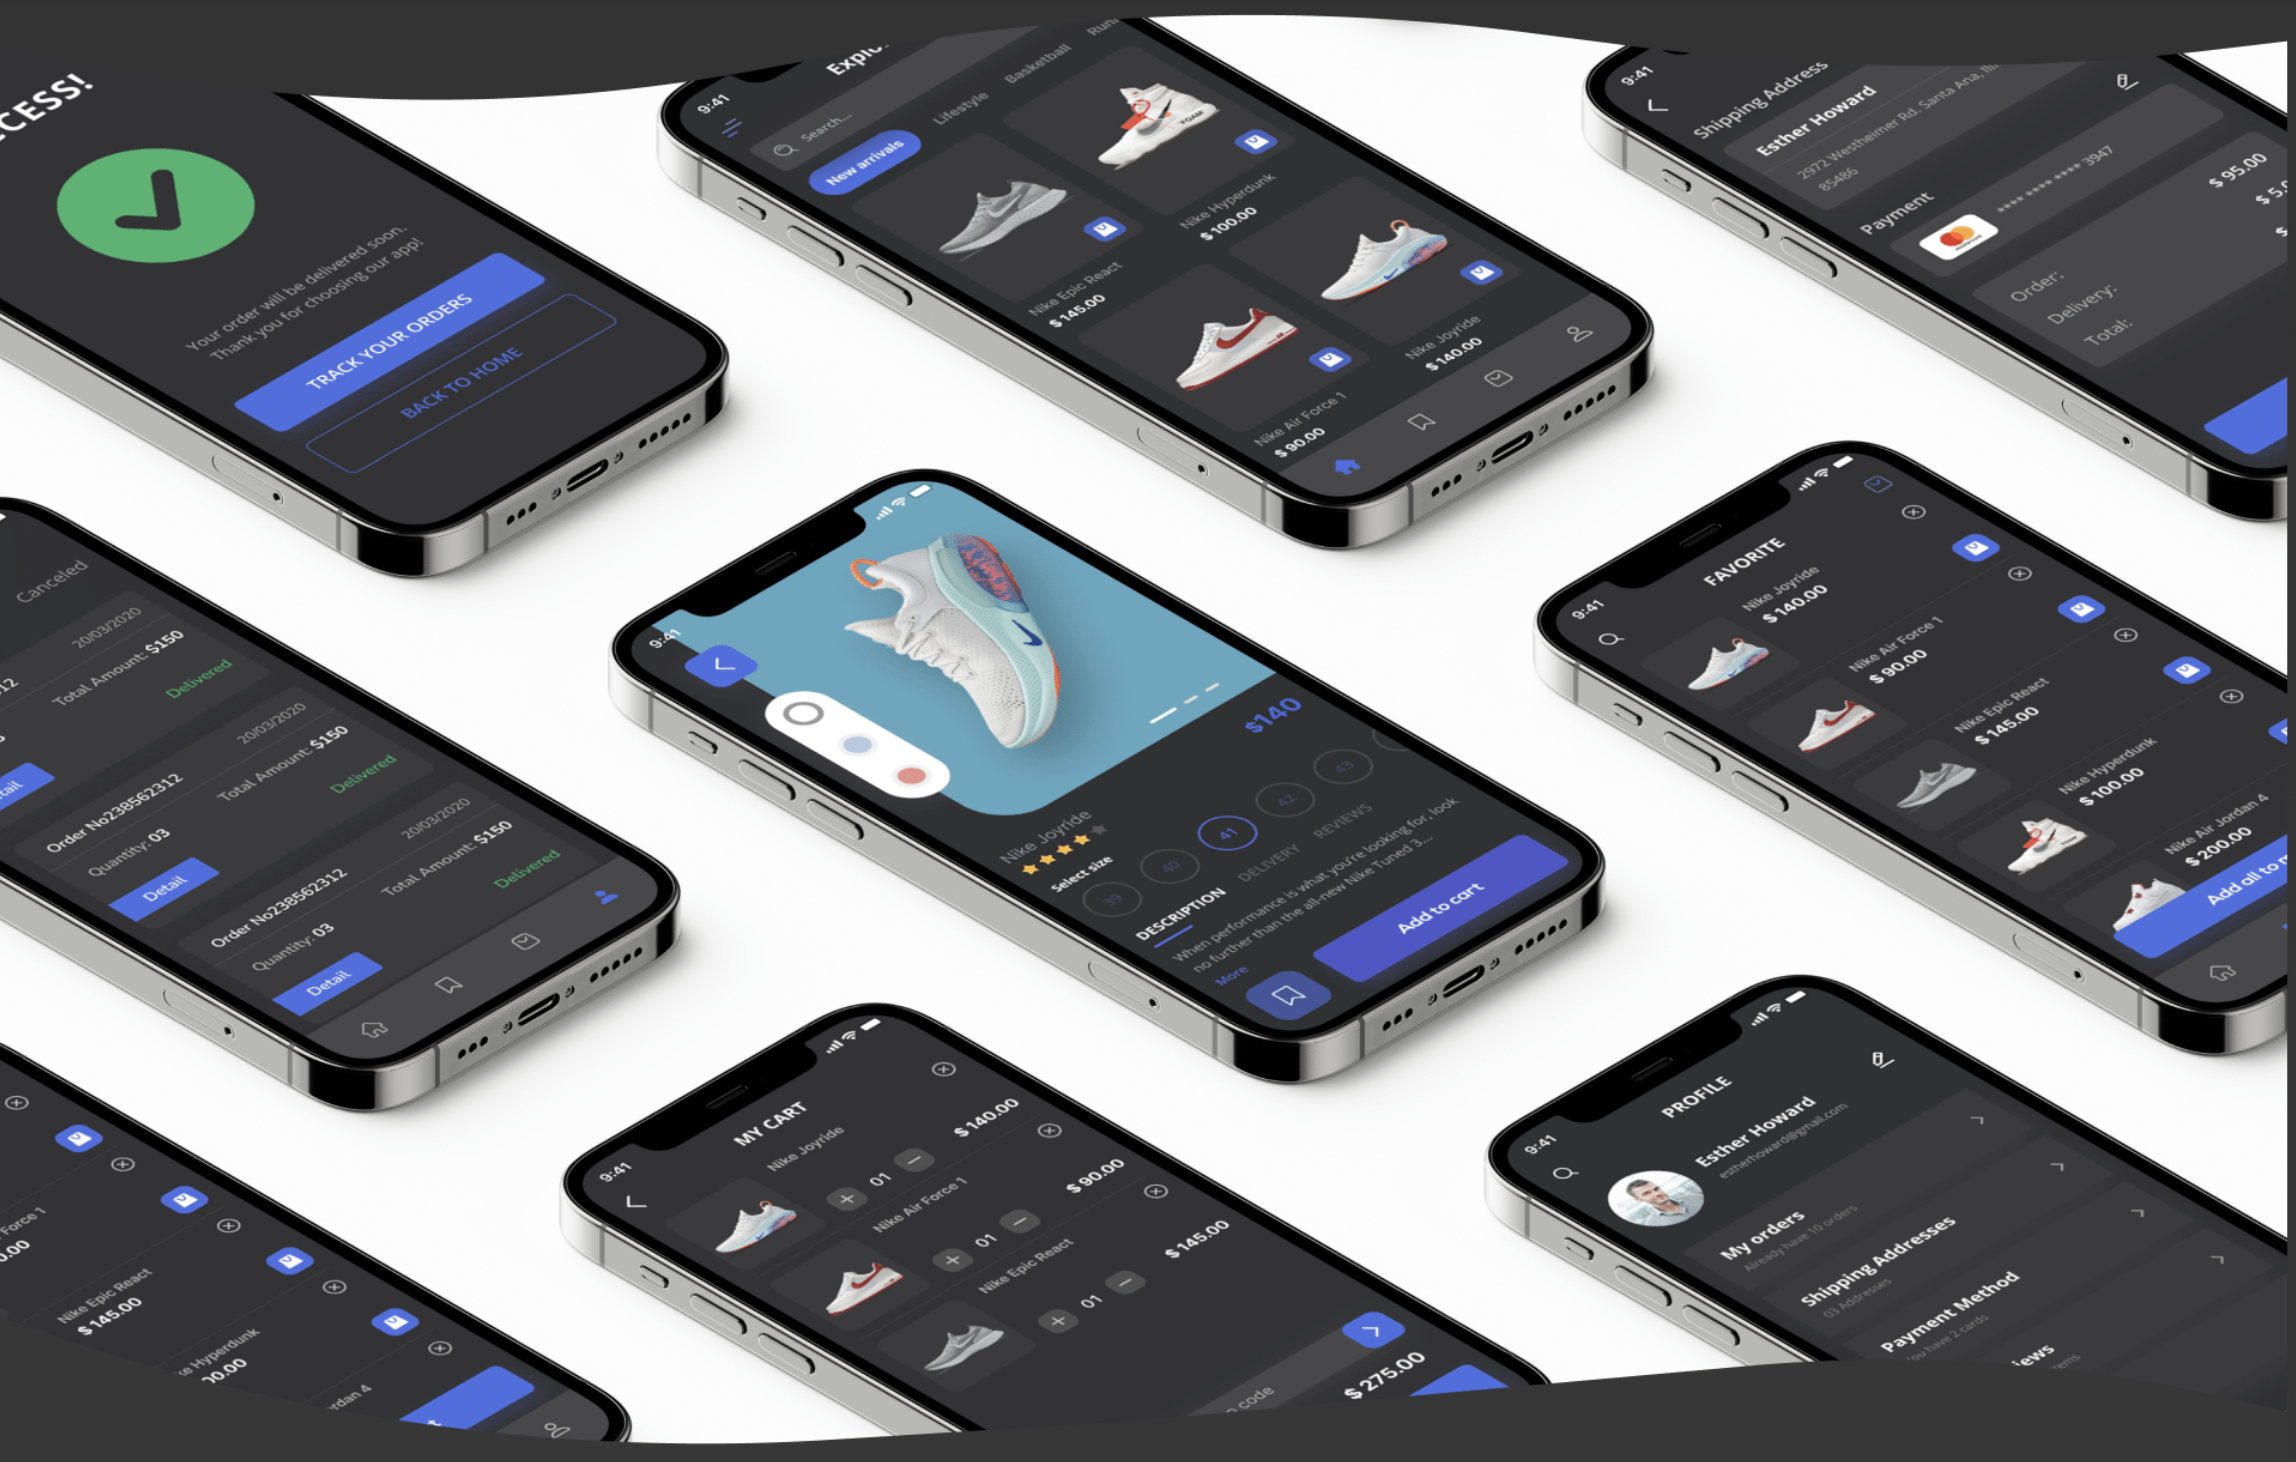 CESS!
Your order will be delivered soon.
Thank you for choosing our app!
TRACK YOUR ORDERS
BACK TO HOME
9:41
Search...
New arrivals
Lifestyle
Basketball
Nike Epic React
$ 145.00
Nike Hyperdunk
$ 100.00
FOAM
Nike Air Force 1
$ 90.00
Nike Joyride
$ 140.00
9:41
Shipping Address
Esther Howard
2972 Westheimer Rd. Santa Ana,
85486
Payment
**** **** **** 3947
mastercard
Order:
$ 95.00
Delivery:
Total:
Canceled
20/03/2020
Total Amount: $150
Delivered
20/03/2020
Order No238562312
Total Amount: $150
Quantity: 03
Delivered
Detail
20/03/2020
Order No238562312
Total Amount: $150
Quantity: 03
Delivered
Detail
9:41
$140
Nike Joyride
Select size
39
40
41
42
43
DESCRIPTION
DELIVERY
REVIEWS
When performance is what you're looking for, look
no further than the all-new Nike Tuned 3...
More
Add to cart
9:41
FAVORITE
Nike Joyride
$ 140.00
Nike Air Force 1
$ 90.00
Nike Epic React
$ 145.00
Nike Hyperdunk
$ 100.00
Nike Air Jordan 4
$ 200.00
Add all to
Force 1
Nike Epic React
$ 145.00
Hyperdunk
9:41
MY CART
Nike Joyride
01
$ 140.00
Nike Air Force 1
01
$ 90.00
Nike Epic React
01
$ 145.00
code
$ 275.00
9:41
PROFILE
Esther Howard
estherhoward@gmail.com
My orders
Already have 10 orders
Shipping Addresses
03 Addresses
Payment Method
You have 2 cards